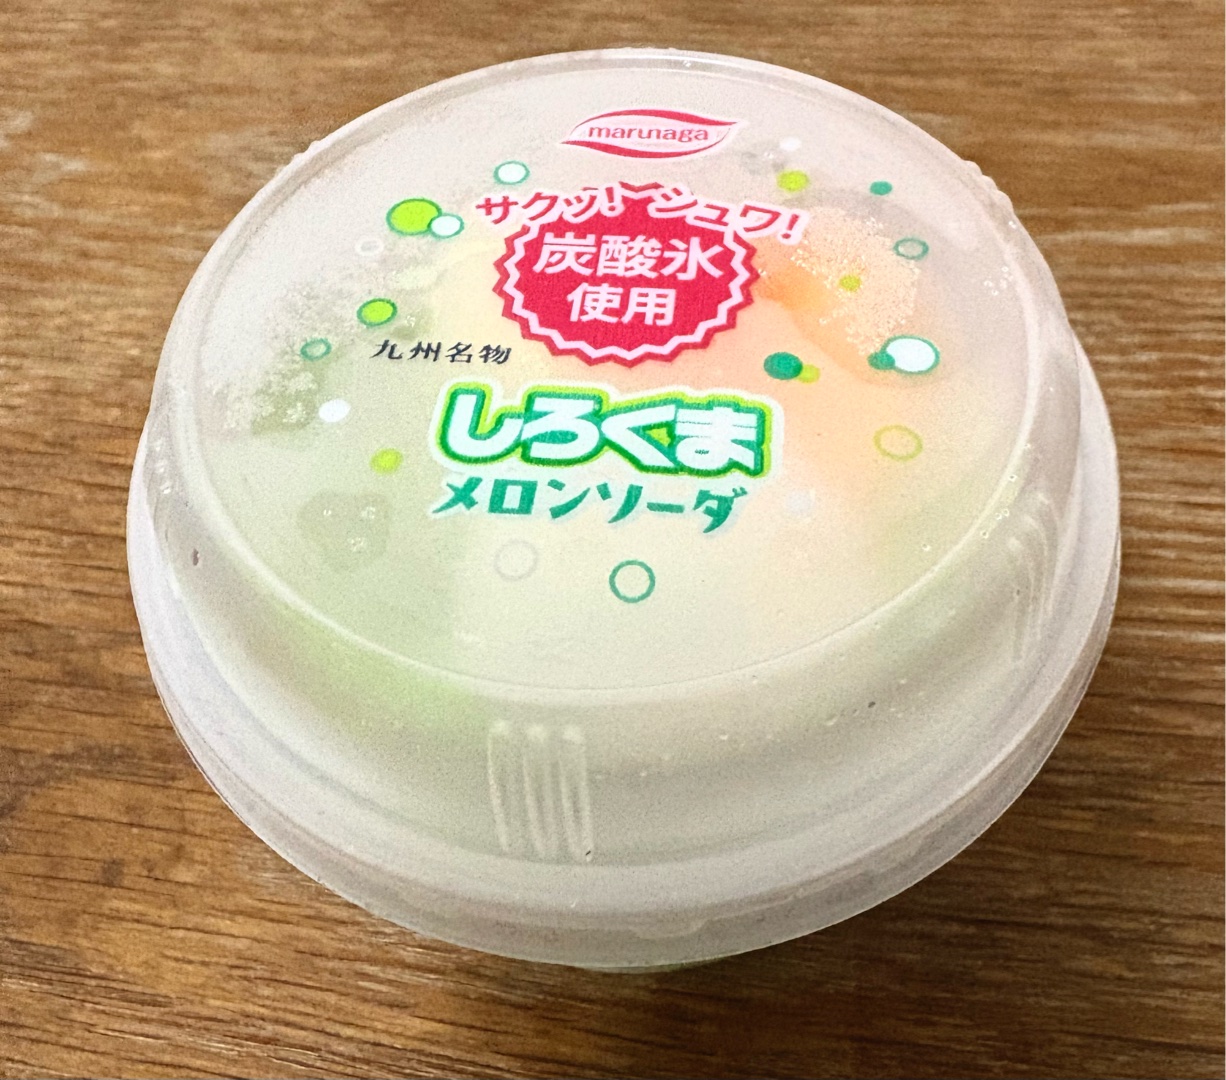 marunaga
サクッ!シュワ!
炭酸氷
使用
九州名物
しろくま
メロンソーダ